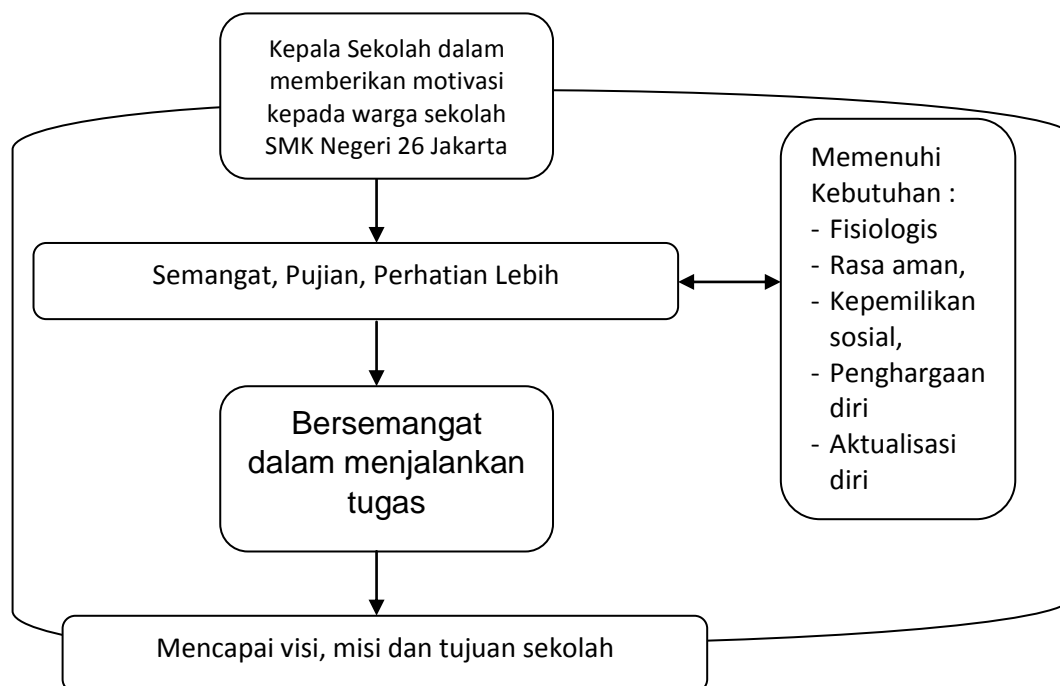 Kepala Sekolah dalam
memberikan motivasi
kepada warga sekolah
SMK Negeri 26 Jakarta
Semangat, Pujian, Perhatian Lebih
Memenuhi
Kebutuhan :
- Fisiologis
- Rasa aman,
- Kepemilikan
sosial,
- Penghargaan
diri
- Aktualisasi
diri
Bersemangat
dalam menjalankan
tugas
Mencapai visi, misi dan tujuan sekolah